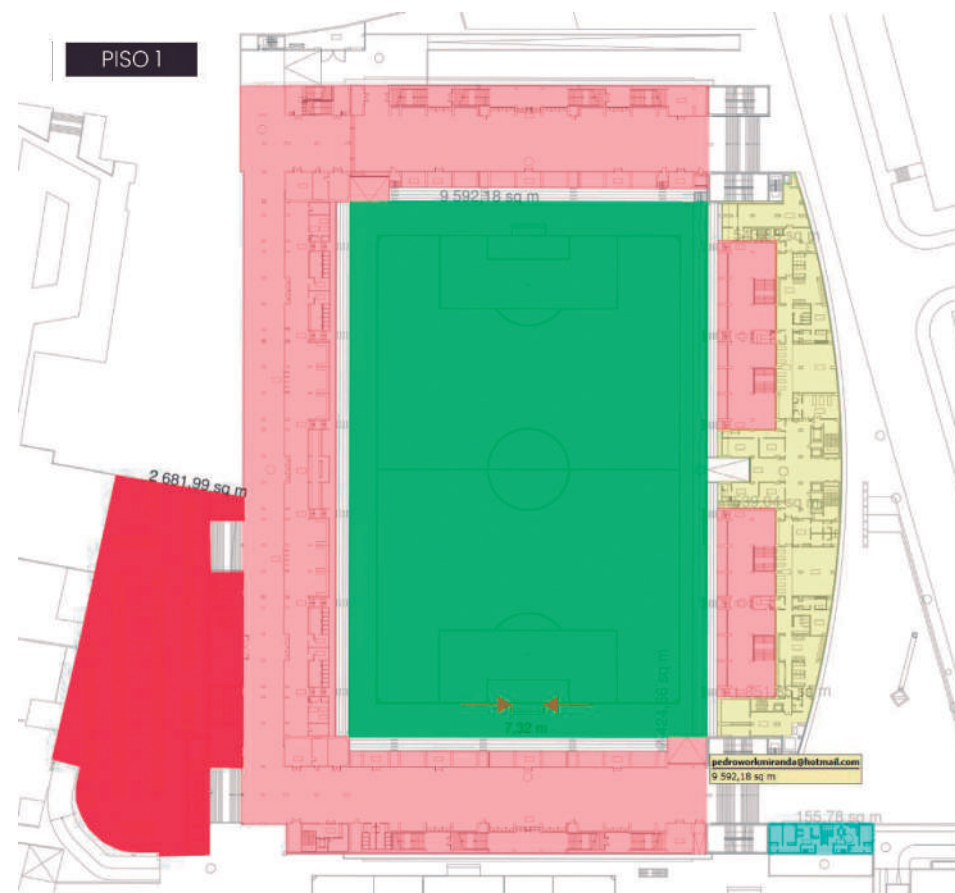 PISO 1
9 592,18 sq m
2 681,99 sq m
7,32 m
pedroworkmiranda@hotmail.com
9 592,18 sq m
155,78 sq m